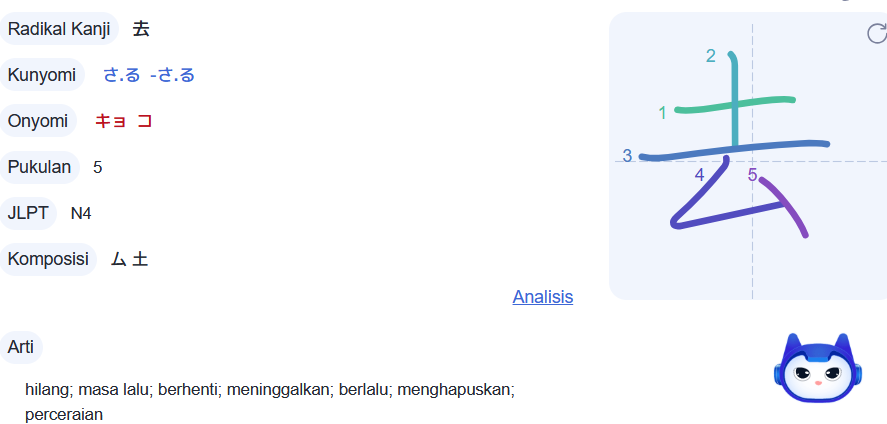 Radikal Kanji 去
Kunyomi さ.る -さ.る
Onyomi キョ コ
Pukulan 5
JLPT N4
Komposisi ム 土
Analisis
Arti
hilang; masa lalu; berhenti; meninggalkan; berlalu; menghapuskan;
perceraian
2
1
3
4 5
去